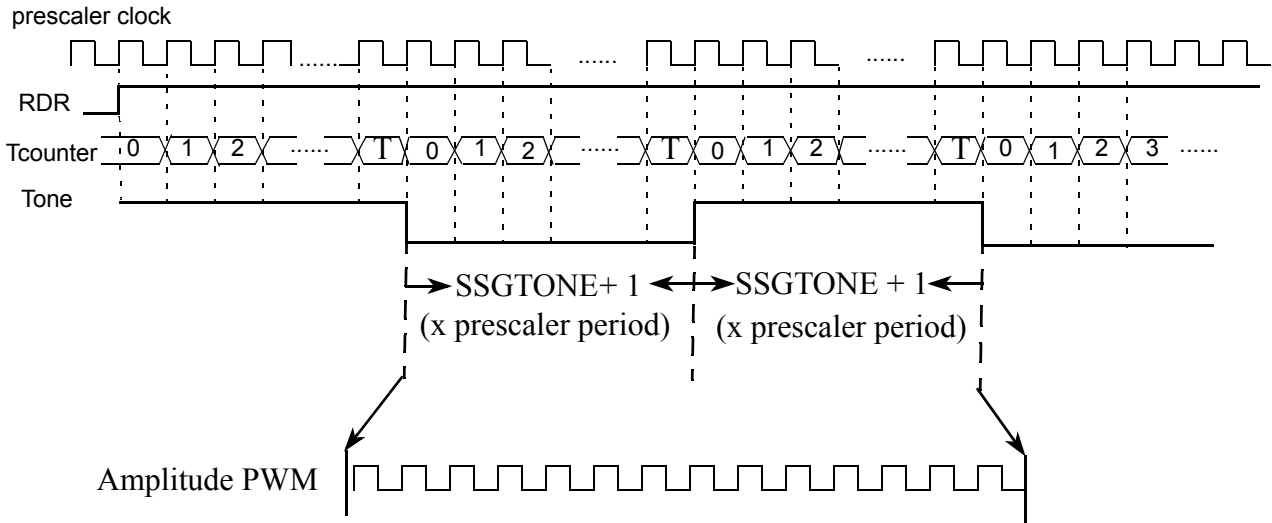 prescaler clock
...... ...... ......
RDR
Tcounter 0 1 2 ...... T 0 1 2 ...... T 0 1 2 ...... T 0 1 2 3 ......
Tone
SSGTONE+ 1 SSGTONE + 1
(x prescaler period) (x prescaler period)
Amplitude PWM